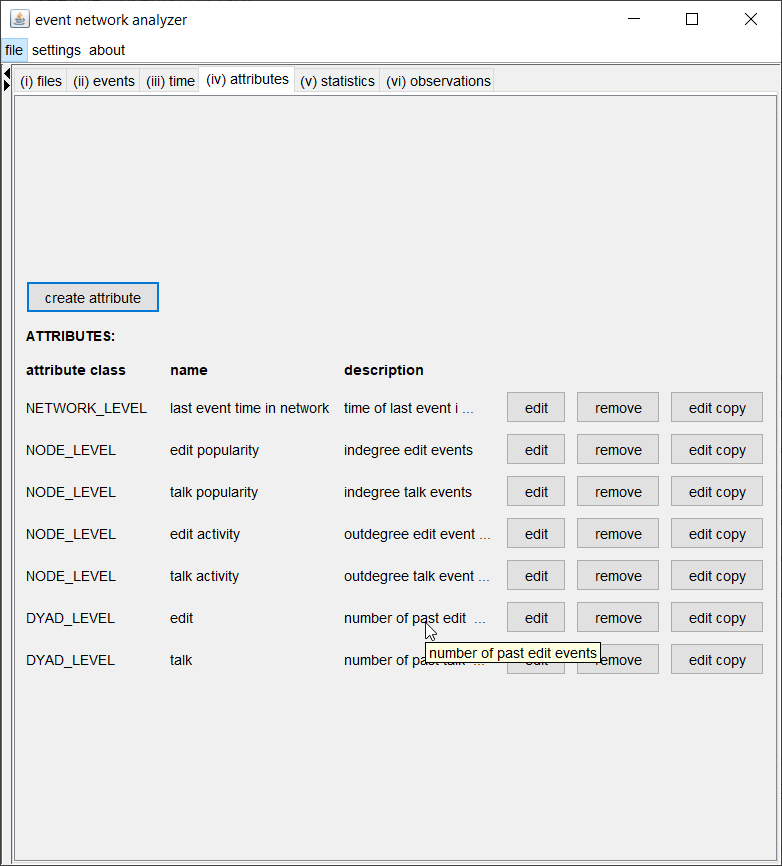 event network analyzer
file settings about
(i) files (ii) events (iii) time (iv) attributes (v) statistics (vi) observations
create attribute
ATTRIBUTES:
attribute class name description
NETWORK_LEVEL last event time in network time of last event i ... edit remove edit copy
NODE_LEVEL edit popularity indegree edit events edit remove edit copy
NODE_LEVEL talk popularity indegree talk events edit remove edit copy
NODE_LEVEL edit activity outdegree edit event ... edit remove edit copy
NODE_LEVEL talk activity outdegree talk event ... edit remove edit copy
DYAD_LEVEL edit number of past edit ... edit remove edit copy
number of past edit events
DYAD_LEVEL talk number of past talk ... edit remove edit copy